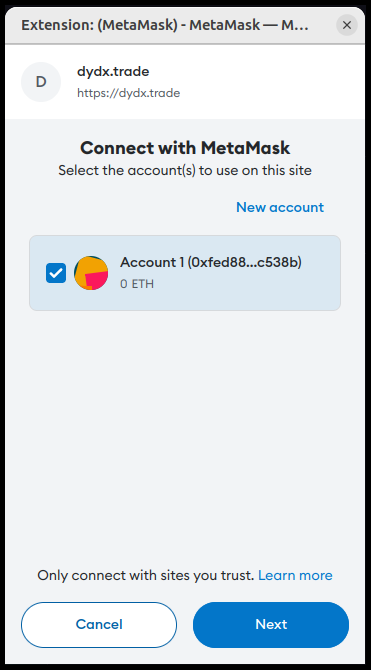 Extension: (MetaMask) - MetaMask — M...
D
dydx.trade
https://dydx.trade
Connect with MetaMask
Select the account(s) to use on this site
New account
Account 1 (0xfed88...c538b)
0 ETH
Only connect with sites you trust. Learn more
Cancel
Next